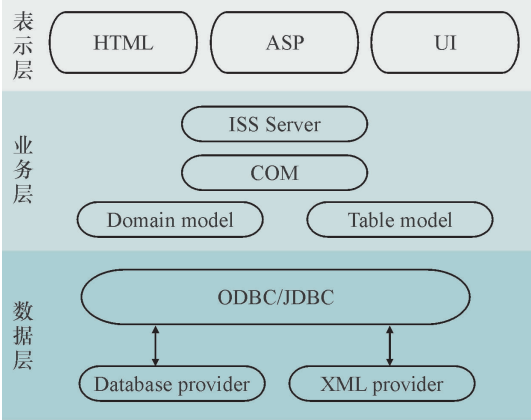 表示层
HTML
ASP
UI
业务层
ISS Server
COM
Domain model
Table model
数据层
ODBC/JDBC
Database provider
XML provider